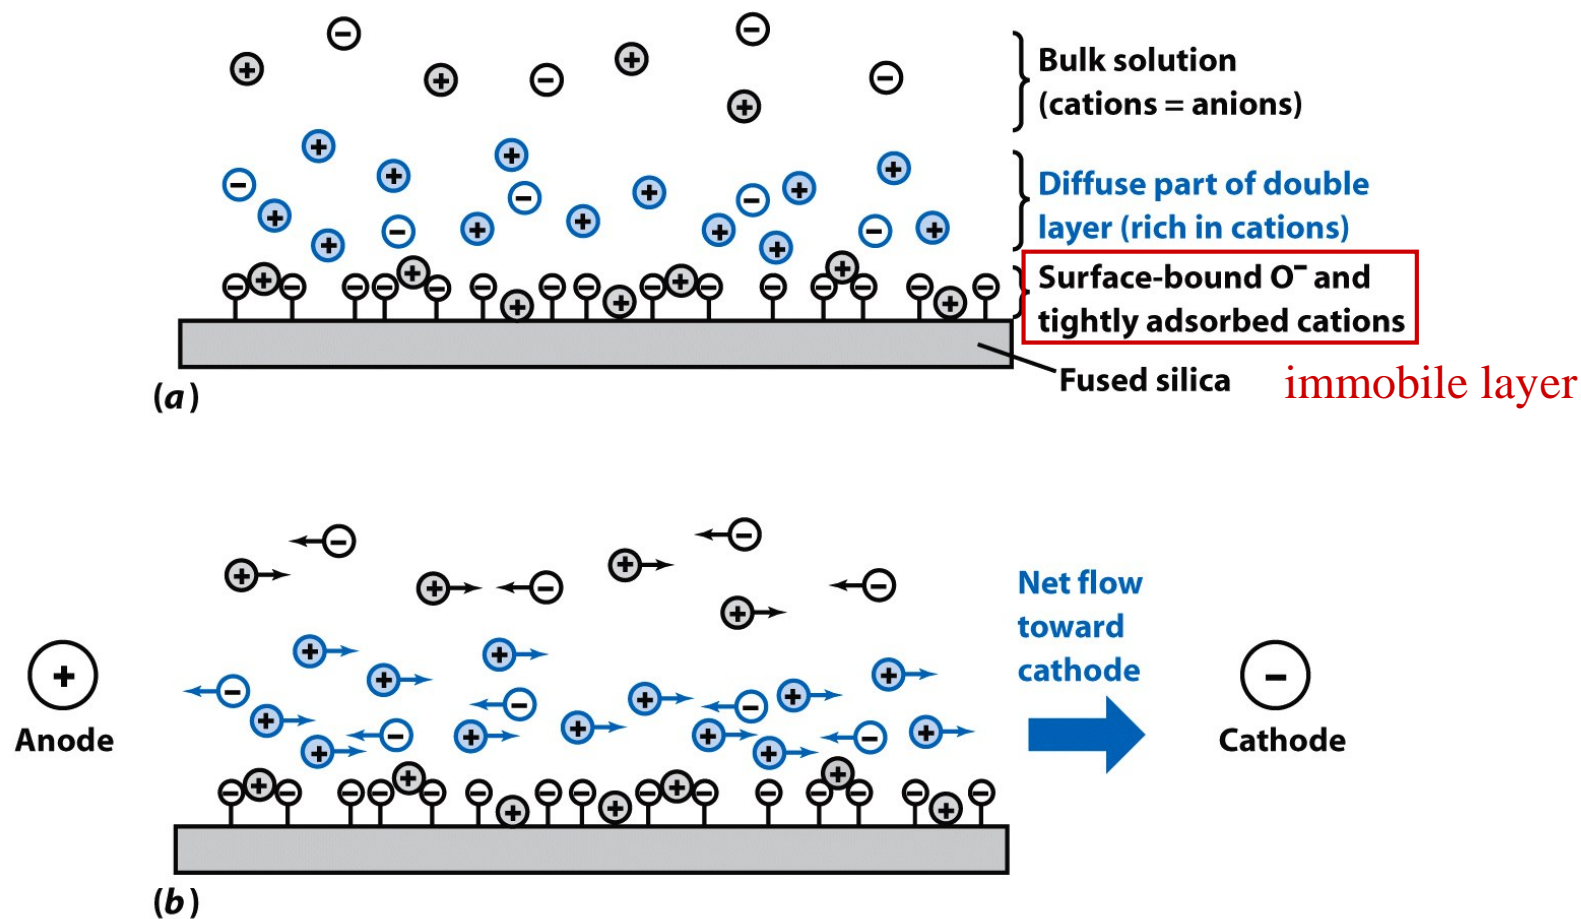 Bulk solution
(cations = anions)
Diffuse part of double
layer (rich in cations)
Surface-bound O⁻ and
tightly adsorbed cations
Fused silica
immobile layer
(a)
Net flow
toward
cathode
+
Anode
−
Cathode
(b)